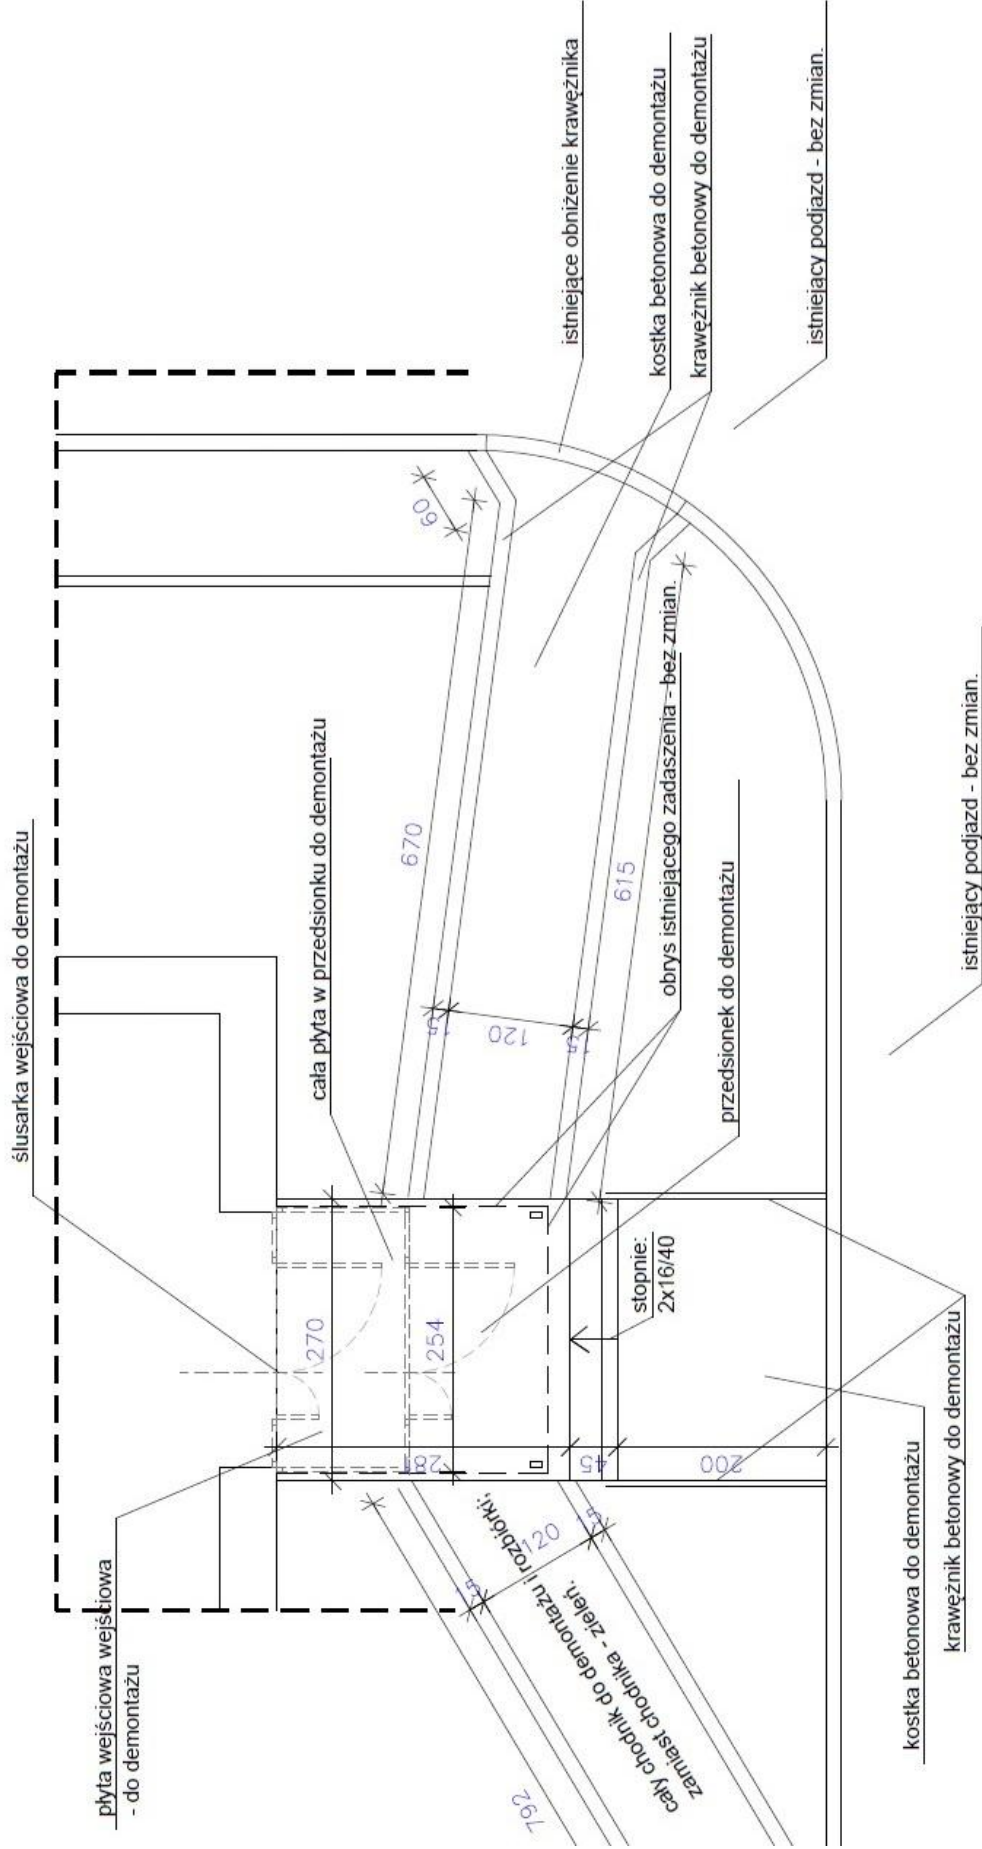 ślusarka wejściowa do demontażu
płyta wejściowa wejściowa
- do demontażu
cała płyta w przedsionku do demontażu
istniejące obniżenie krawężnika
kostka betonowa do demontażu
krawężnik betonowy do demontażu
istniejący podjazd - bez zmian.
obrys istniejącego zadaszenia - bez zmian.
przedsionek do demontażu
istniejący podjazd - bez zmian.
stopnie:
2x16/40
cały chodnik do demontażu i rozbiórki,
zamiast chodnika - zieleń.
kostka betonowa do demontażu
krawężnik betonowy do demontażu
60
670
615
15
120
15
270
254
281
45
200
15
120
15
792